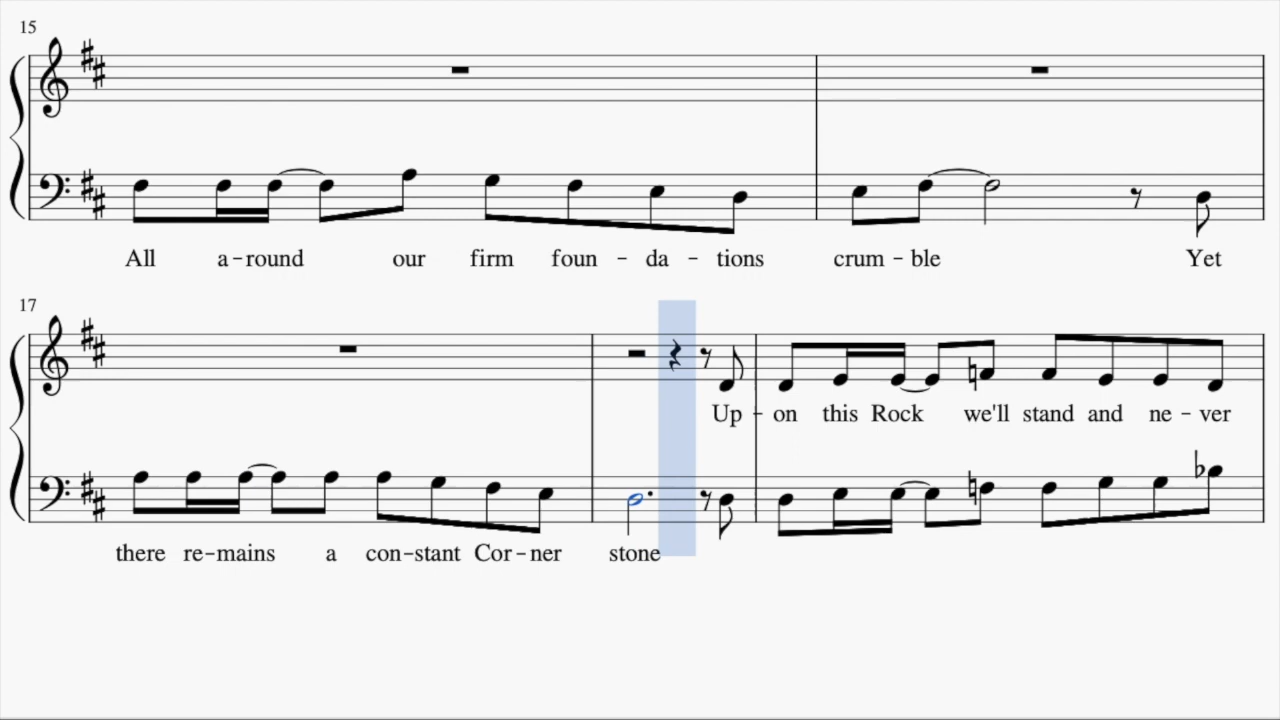 15
All a-round our firm foun-da-tions crum-ble Yet
17
Up-on this Rock we'll stand and ne-ver
there re-mains a con-stant Cor-ner stone